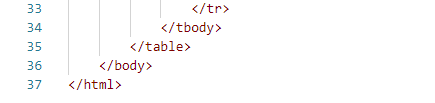 33 </tr>
34 </tbody>
35 </table>
36 </body>
37 </html>